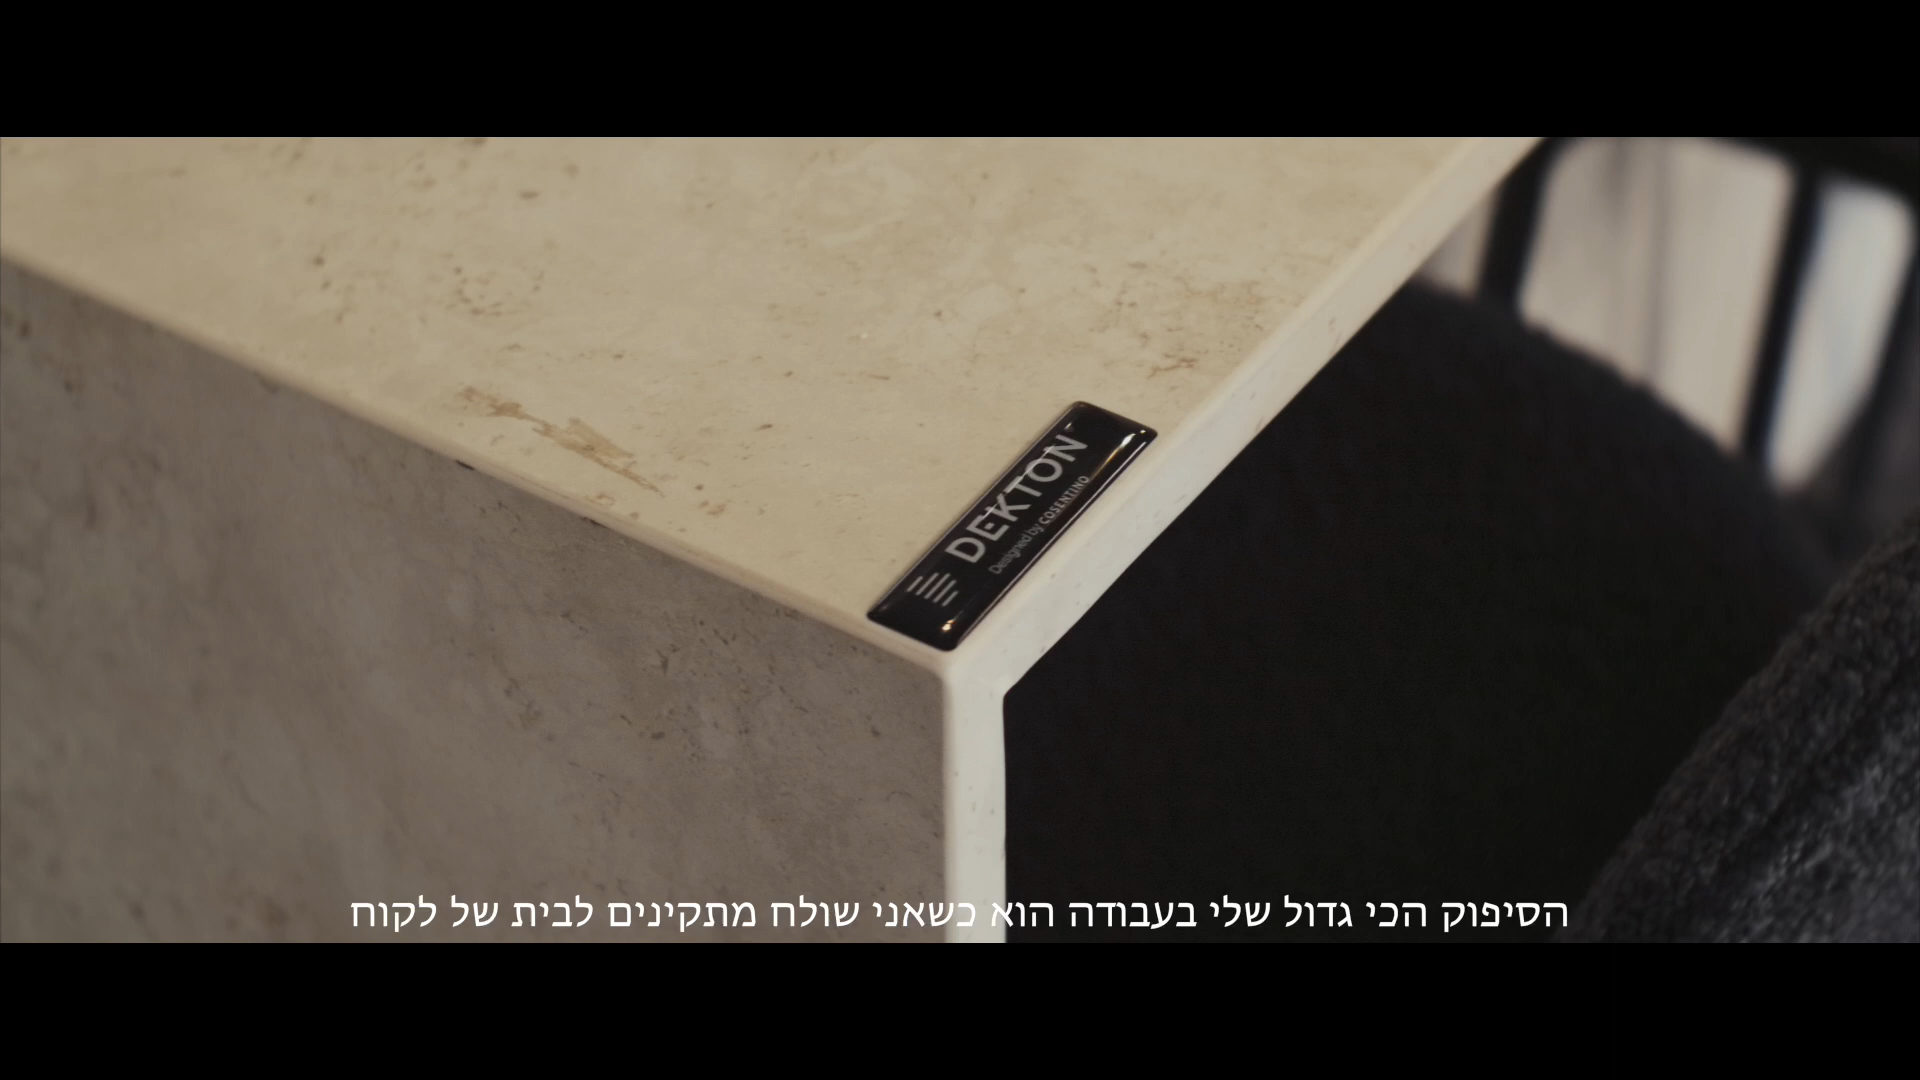 DEKTON
Designed by COSENTINO
הסיפוק הכי גדול שלי בעבודה הוא כשאני שולח מתקינים לבית של לקוח